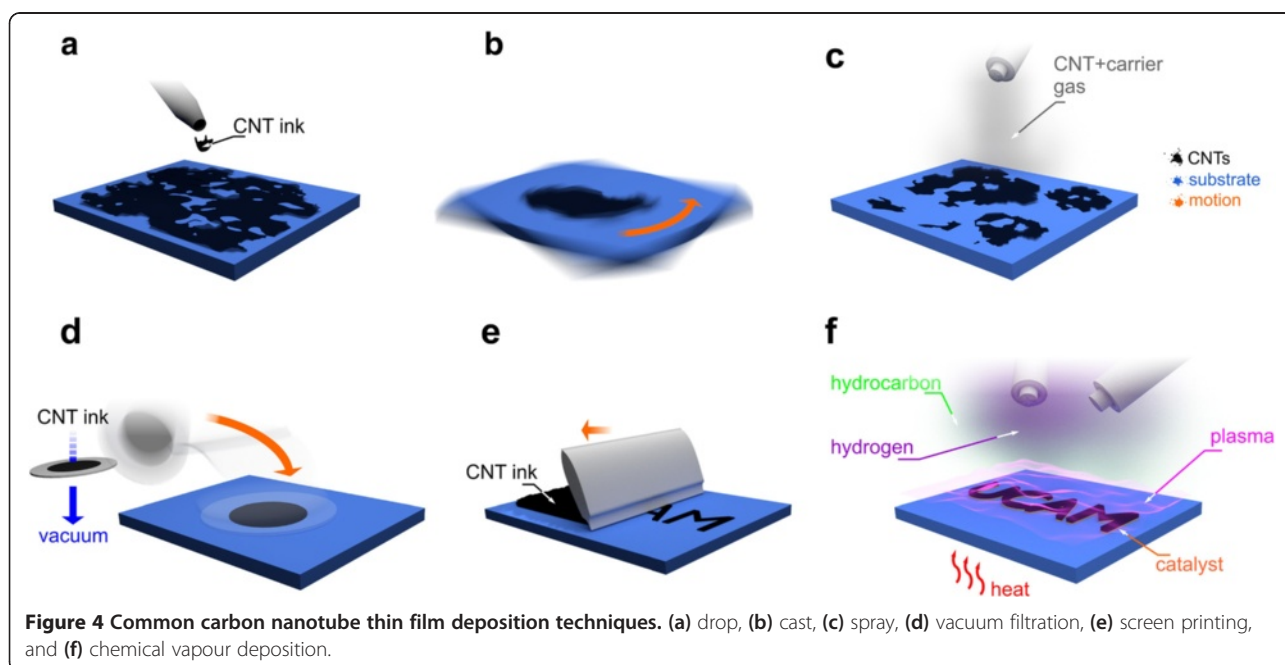 a
CNT ink
b
c
CNT+carrier
gas
CNTs
substrate
motion
d
CNT ink
vacuum
e
CNT ink
AM
f
hydrocarbon
hydrogen
plasma
UCAM
catalyst
heat
Figure 4 Common carbon nanotube thin film deposition techniques. (a) drop, (b) cast, (c) spray, (d) vacuum filtration, (e) screen printing,
and (f) chemical vapour deposition.